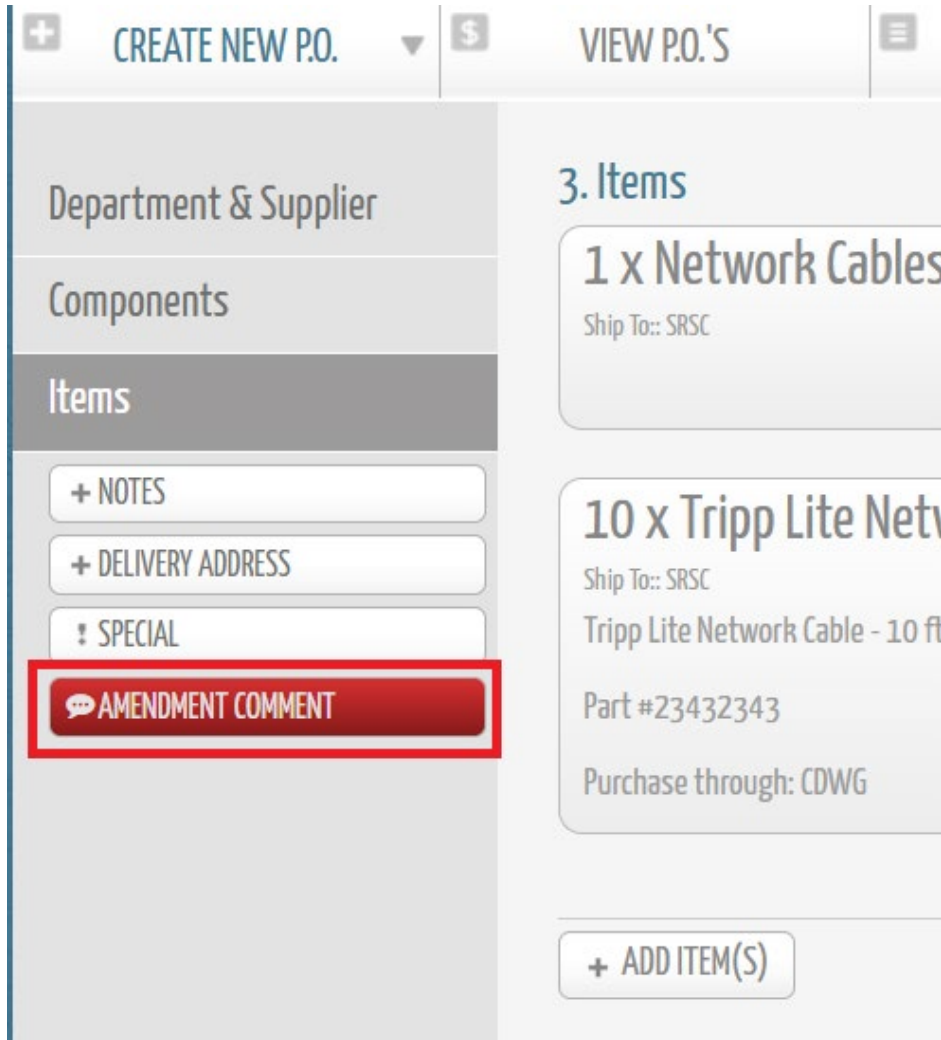 CREATE NEW P.O.
VIEW P.O.'S
Department & Supplier
Components
Items
+ NOTES
+ DELIVERY ADDRESS
! SPECIAL
AMENDMENT COMMENT
3. Items
1 x Network Cables
Ship To:: SRSC
10 x Tripp Lite
Ship To:: SRSC
Tripp Lite Network Cable - 10 ft
Part #23432343
Purchase through: CDWG
+ ADD ITEM(S)